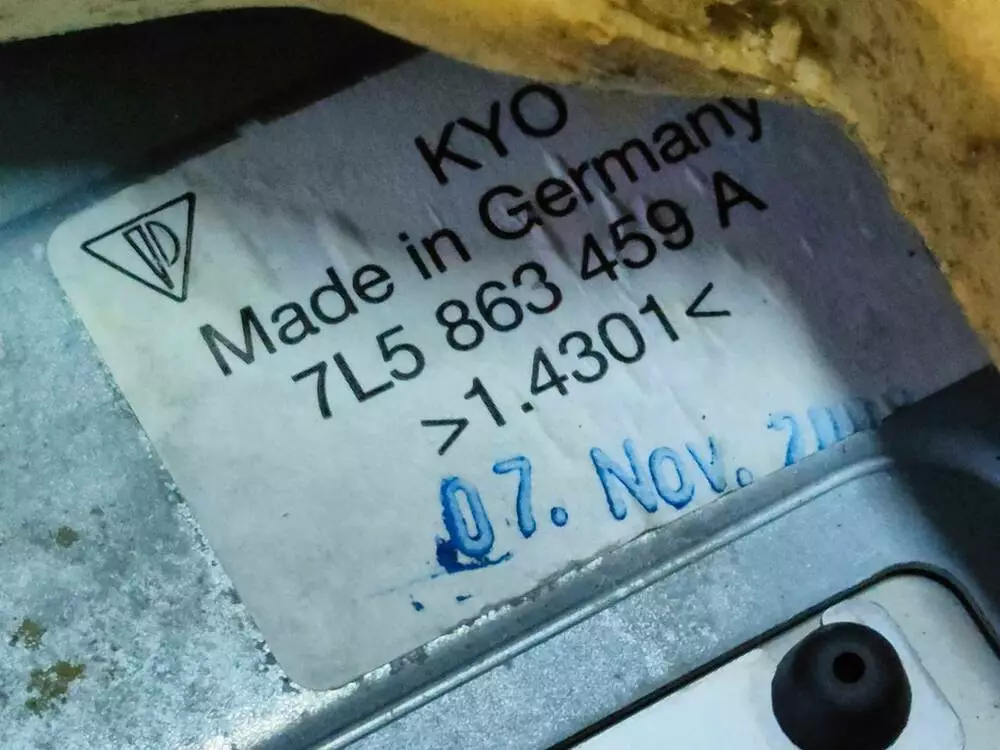 KYO
Made in Germany
7L5 863 459 A
>1.4301<
07. Nov.